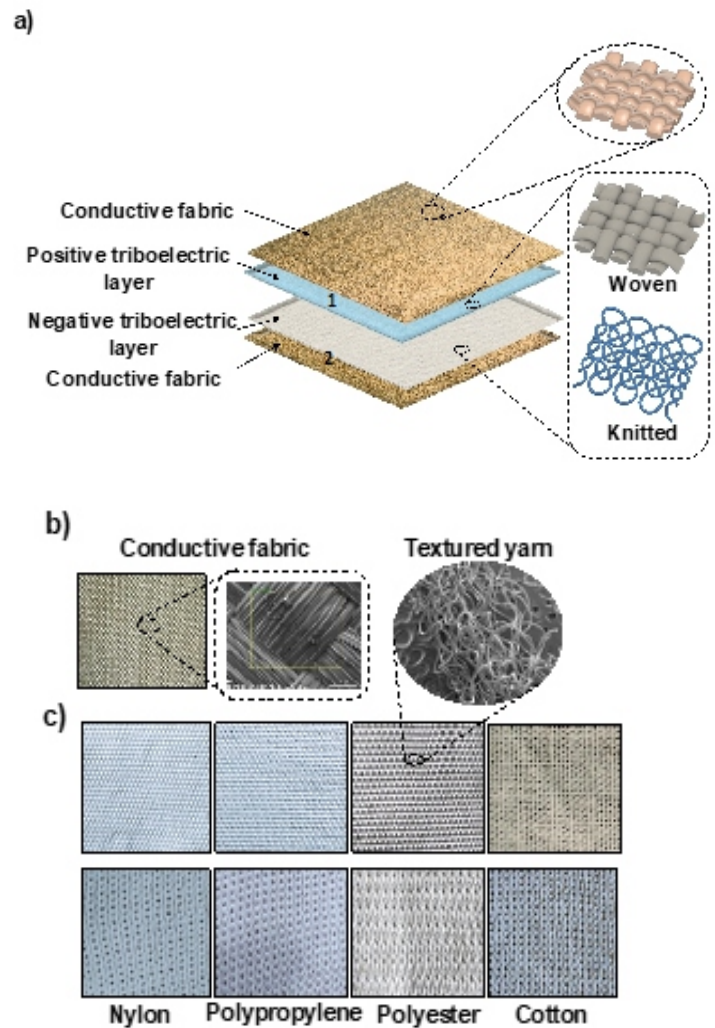 a)
Conductive fabric
Positive triboelectric
layer
1
Negative triboelectric
layer
2
Conductive fabric
Woven
Knitted
b)
Conductive fabric
Textured yarn
c)
Nylon
Polypropylene
Polyester
Cotton